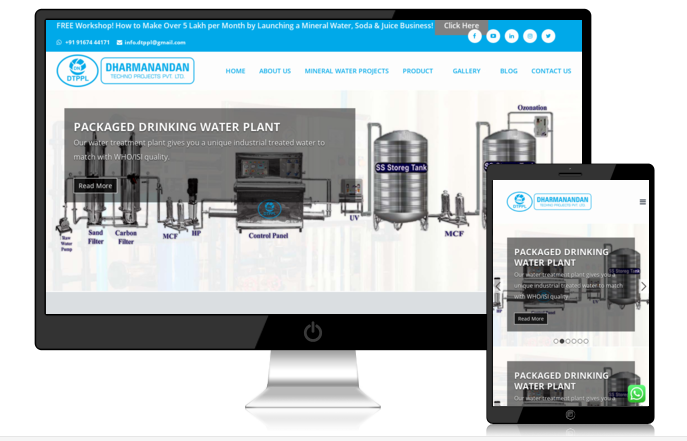 FREE Workshop! How to Make Over 5 Lakh per Month by Launching a Mineral Water, Soda & Juice Business! Click Here
+91 91674 44171 info.dtppl@gmail.com
DTPPL
DHARMANANDAN
TECHNO PROJECTS PVT. LTD.
HOME ABOUT US MINERAL WATER PROJECTS PRODUCT GALLERY BLOG CONTACT US
PACKAGED DRINKING WATER PLANT
Our water treatment plant gives you a unique industrial treated water to
match with WHO/ISI quality.
Read More
Ozonation
SS Storeg Tank
Raw
Water
Pump
Sand
Filter
Carbon
Filter
MCF
HP
Control Panel
UV
MCF
DTPPL
DHARMANANDAN
TECHNO PROJECTS PVT. LTD.
PACKAGED DRINKING
WATER PLANT
Our water treatment plant gives you a
unique industrial treated water to match
with WHO/ISI quality.
Read More
SS Storeg Tank
PACKAGED DRINKING
WATER PLANT
Our water treatment plant gives you a